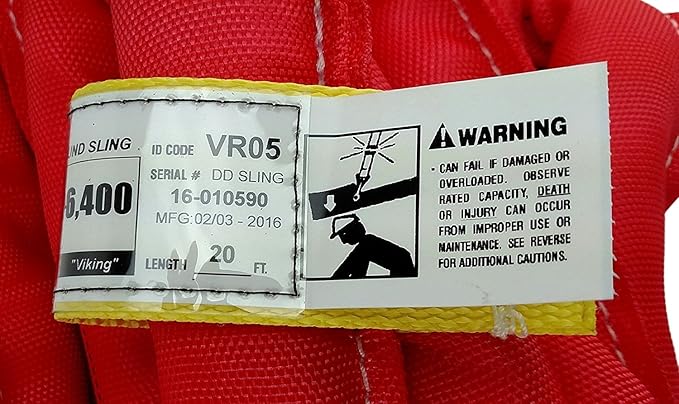 IND SLING
6,400
"Viking"
ID CODE VR05
SERIAL # DD SLING
16-010590
MFG:02/03 - 2016
LENGTH 20 FT.
WARNING
• CAN FAIL IF DAMAGED OR
OVERLOADED. OBSERVE
RATED CAPACITY, DEATH
OR INJURY CAN OCCUR
FROM IMPROPER USE OR
MAINTENANCE. SEE REVERSE
FOR ADDITIONAL CAUTIONS.